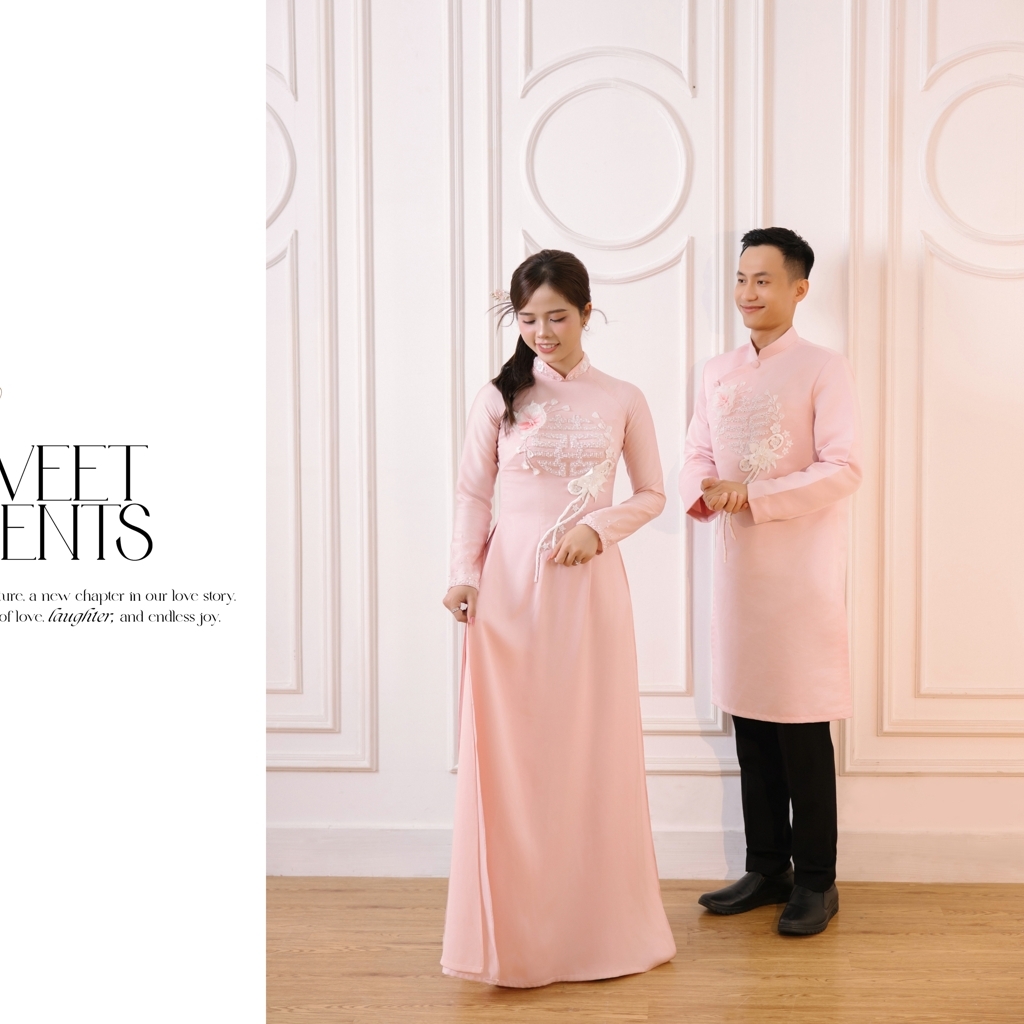 VEET
ENTS
ure, a new chapter in our love story,
of love, laughter, and endless joy.